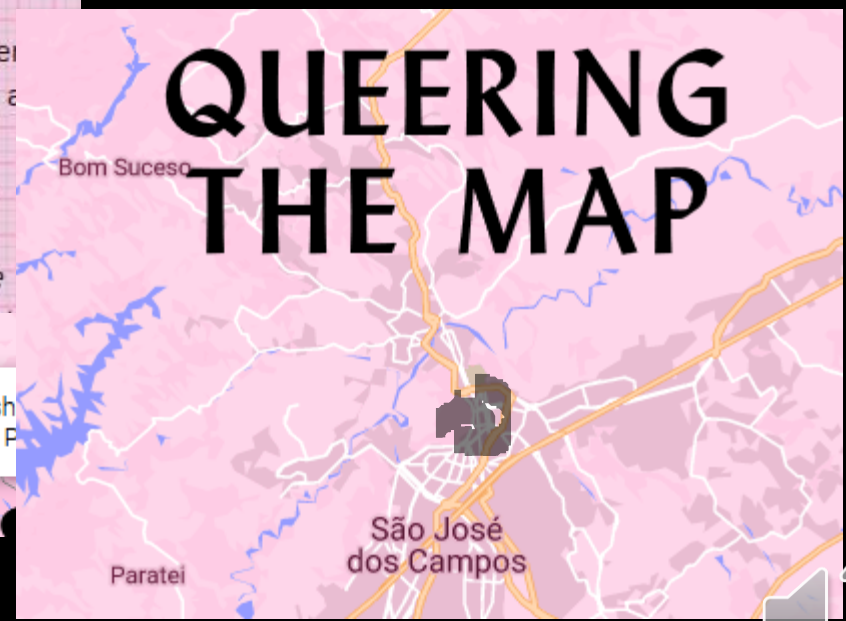 QUEERING
THE MAP
Bom Suceso
São José
dos Campos
Paratei